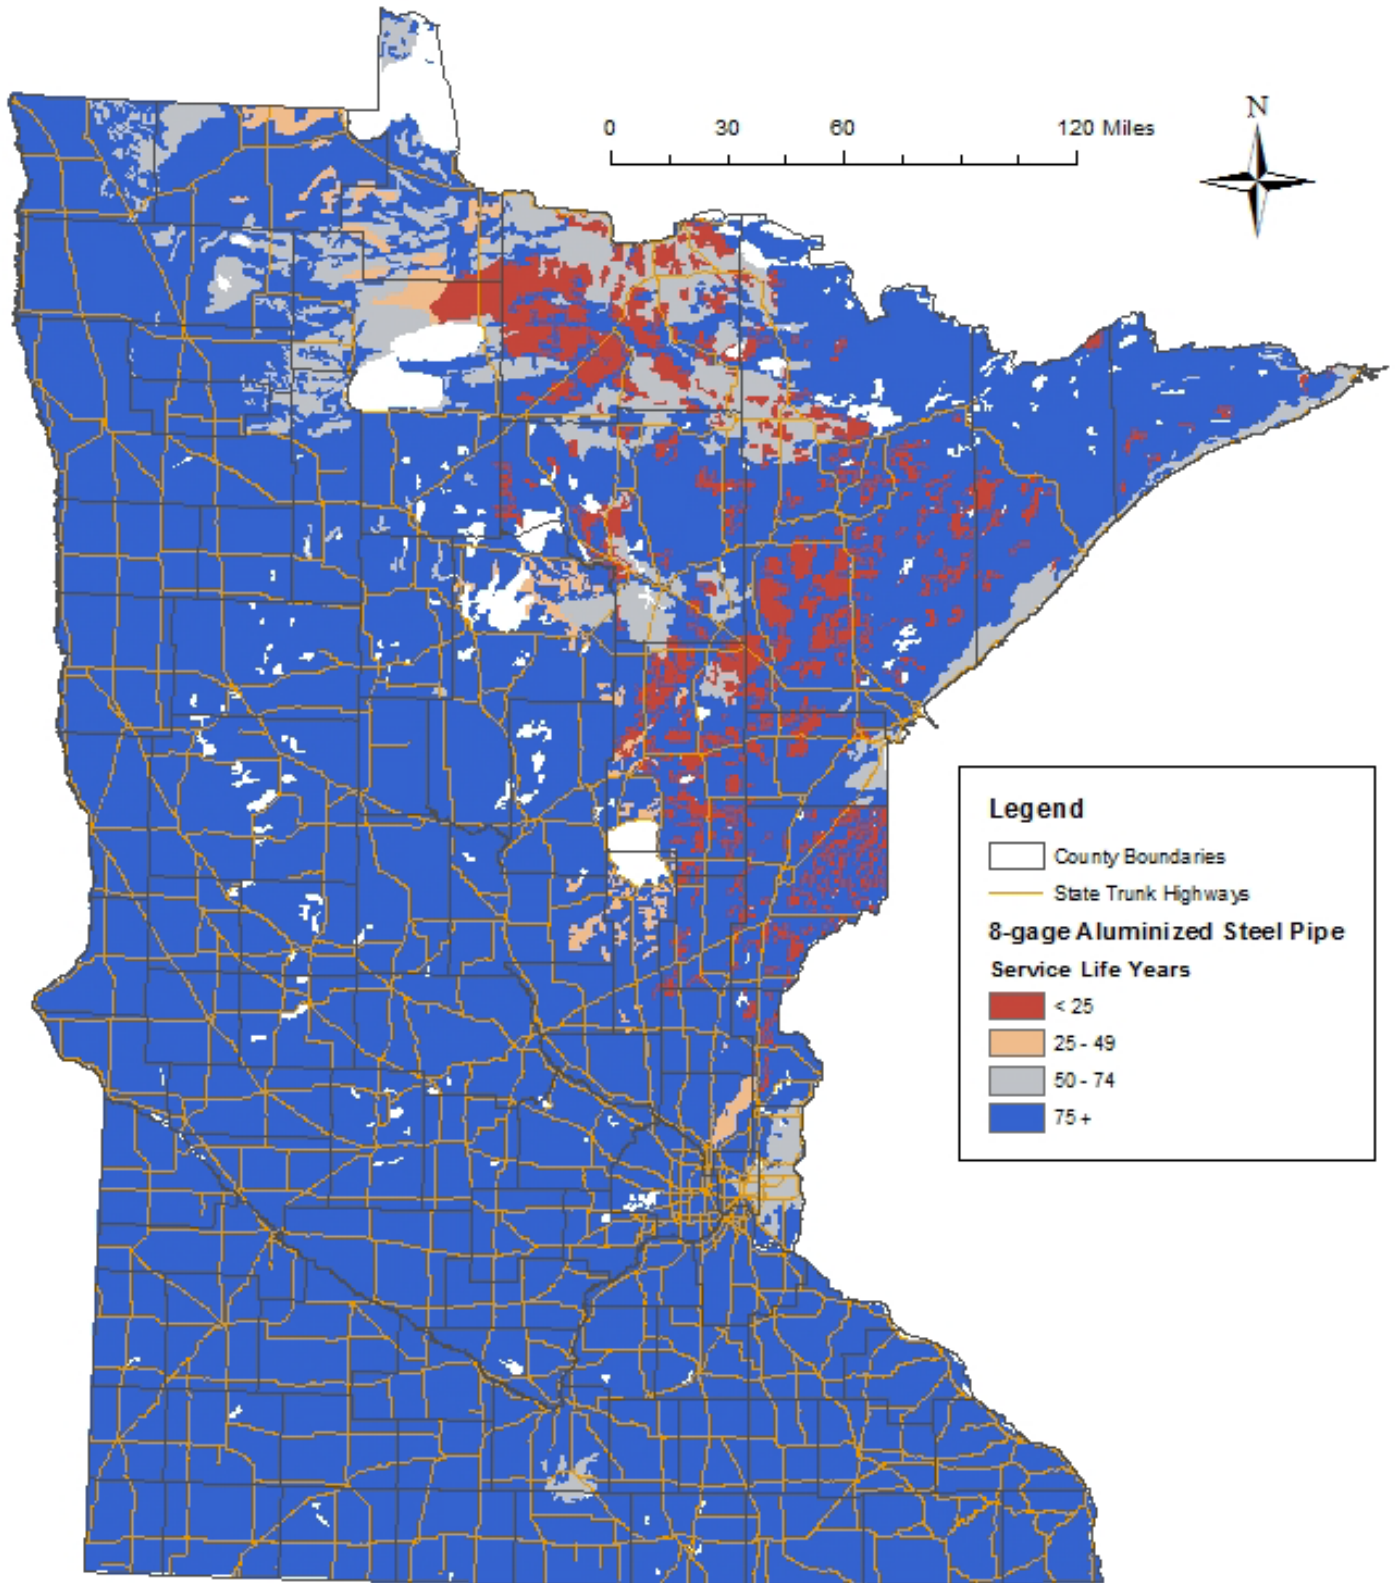 N
0 30 60 120 Miles
Legend
County Boundaries
State Trunk Highways
8-gage Aluminized Steel Pipe
Service Life Years
< 25
25 - 49
50 - 74
75 +